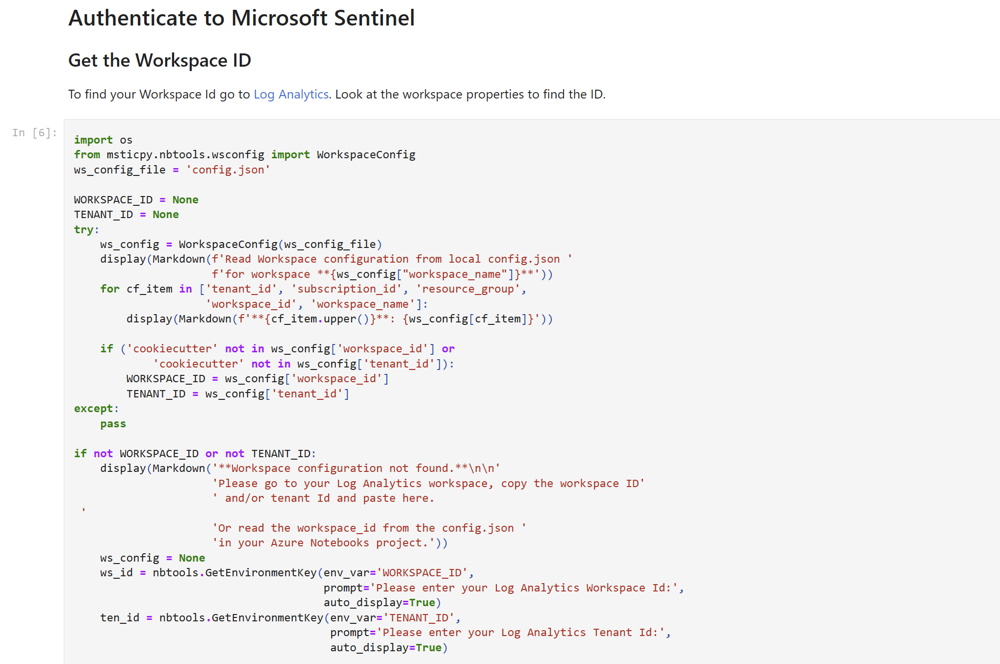 Authenticate to Microsoft Sentinel
Get the Workspace ID
To find your Workspace Id go to Log Analytics. Look at the workspace properties to find the ID.
In [6]:
import os
from msticpy.nbtools.wsconfig import WorkspaceConfig
ws_config_file = 'config.json'
WORKSPACE_ID = None
TENANT_ID = None
try:
    ws_config = WorkspaceConfig(ws_config_file)
    display(Markdown(f'Read Workspace configuration from local config.json '
                     f'for workspace **{ws_config["workspace_name"]}**'))
    for cf_item in ['tenant_id', 'subscription_id', 'resource_group',
                    'workspace_id', 'workspace_name']:
        display(Markdown(f'**{cf_item.upper()}**: {ws_config[cf_item]}'))
    if ('cookiecutter' not in ws_config['workspace_id'] or
            'cookiecutter' not in ws_config['tenant_id']):
        WORKSPACE_ID = ws_config['workspace_id']
        TENANT_ID = ws_config['tenant_id']
except:
    pass
if not WORKSPACE_ID or not TENANT_ID:
    display(Markdown('**Workspace configuration not found.**\n\n'
                     'Please go to your Log Analytics workspace, copy the workspace ID'
                     ' and/or tenant Id and paste here.
 '
                     'Or read the workspace_id from the config.json '
                     'in your Azure Notebooks project.'))
    ws_config = None
    ws_id = nbtools.GetEnvironmentKey(env_var='WORKSPACE_ID',
                                      prompt='Please enter your Log Analytics Workspace Id:',
                                      auto_display=True)
    ten_id = nbtools.GetEnvironmentKey(env_var='TENANT_ID',
                                       prompt='Please enter your Log Analytics Tenant Id:',
                                       auto_display=True)